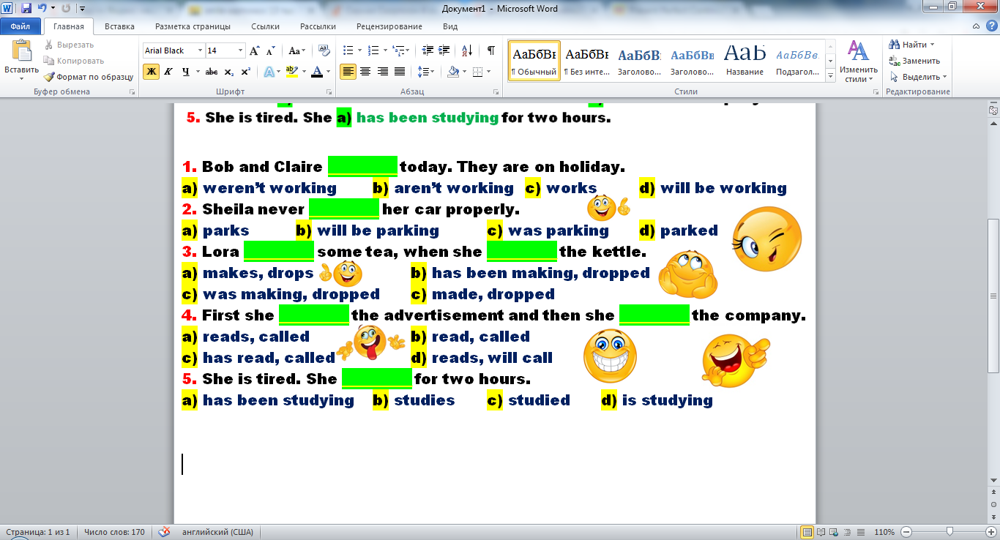 Документ1 - Microsoft Word
Файл Главная Вставка Разметка страницы Ссылки Рассылки Рецензирование Вид
Вставить
Вырезать
Копировать
Формат по образцу
Буфер обмена
Arial Black 14
Ж К Ч abc x₂ x²
Шрифт
Абзац
АаБбВв АаБбВв АаБбВ АаБбВв АаБ АаБбВв
Обычный Без инте... Заголово... Заголово... Название Подзагол...
Стили
Изменить стили
Найти
Заменить
Выделить
Редактирование
5. She is tired. She a) has been studying for two hours.
1. Bob and Claire today. They are on holiday.
a) weren’t working b) aren’t working c) works d) will be working
2. Sheila never her car properly.
a) parks b) will be parking c) was parking d) parked
3. Lora some tea, when she the kettle.
a) makes, drops b) has been making, dropped
c) was making, dropped c) made, dropped
4. First she the advertisement and then she the company.
a) reads, called b) read, called
c) has read, called d) reads, will call
5. She is tired. She for two hours.
a) has been studying b) studies c) studied d) is studying
Страница: 1 из 1 Число слов: 170 английский (США) 110%